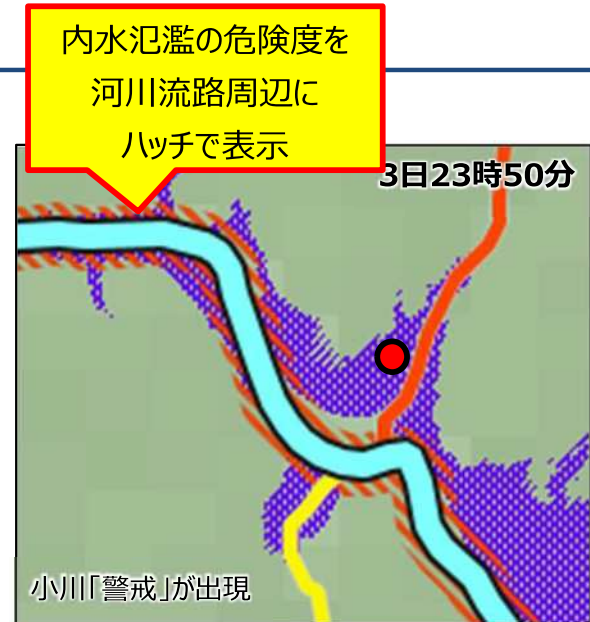 内水氾濫の危険度を
河川流路周辺に
ハッチで表示
3日23時50分
小川「警戒」が出現